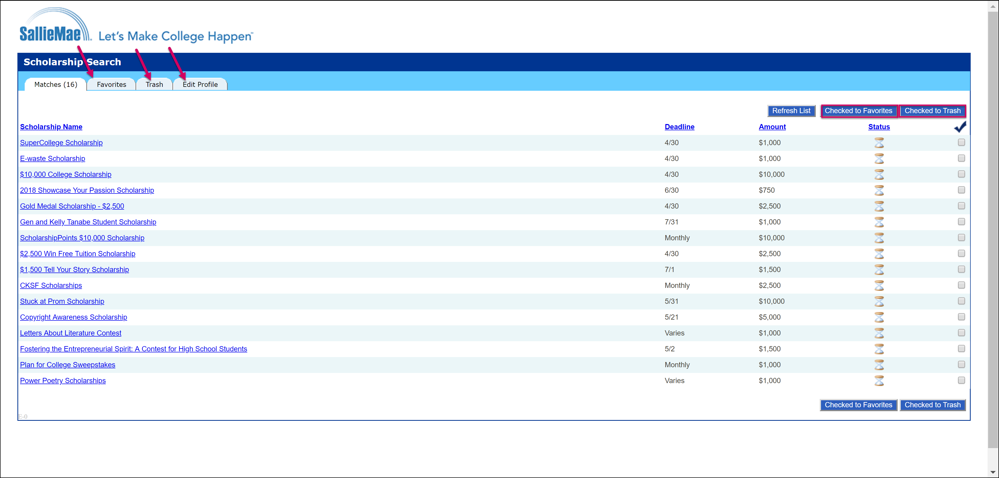 SallieMae. Let's Make College Happen℠
Scholarship Search
Matches (16) Favorites Trash Edit Profile
Refresh List Checked to Favorites Checked to Trash
Scholarship Name Deadline Amount Status
SuperCollege Scholarship 4/30 $1,000
E-waste Scholarship 4/30 $1,000
$10,000 College Scholarship 4/30 $10,000
2018 Showcase Your Passion Scholarship 6/30 $750
Gold Medal Scholarship - $2,500 4/30 $2,500
Gen and Kelly Tanabe Student Scholarship 7/31 $1,000
ScholarshipPoints $10,000 Scholarship Monthly $10,000
$2,500 Win Free Tuition Scholarship 4/30 $2,500
$1,500 Tell Your Story Scholarship 7/1 $1,500
CKSF Scholarships Monthly $2,500
Stuck at Prom Scholarship 5/31 $10,000
Copyright Awareness Scholarship 5/21 $5,000
Letters About Literature Contest Varies $1,000
Fostering the Entrepreneurial Spirit: A Contest for High School Students 5/2 $1,500
Plan for College Sweepstakes Monthly $1,000
Power Poetry Scholarships Varies $1,000
Checked to Favorites Checked to Trash
E-0